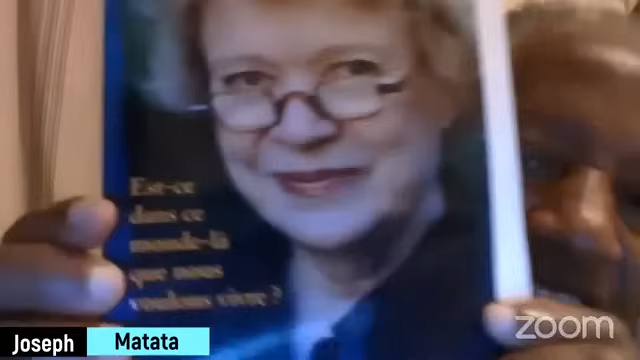 Est-ce
dans ce
monde-là
que nous
voulons vivre ?
Joseph Matata
zoom